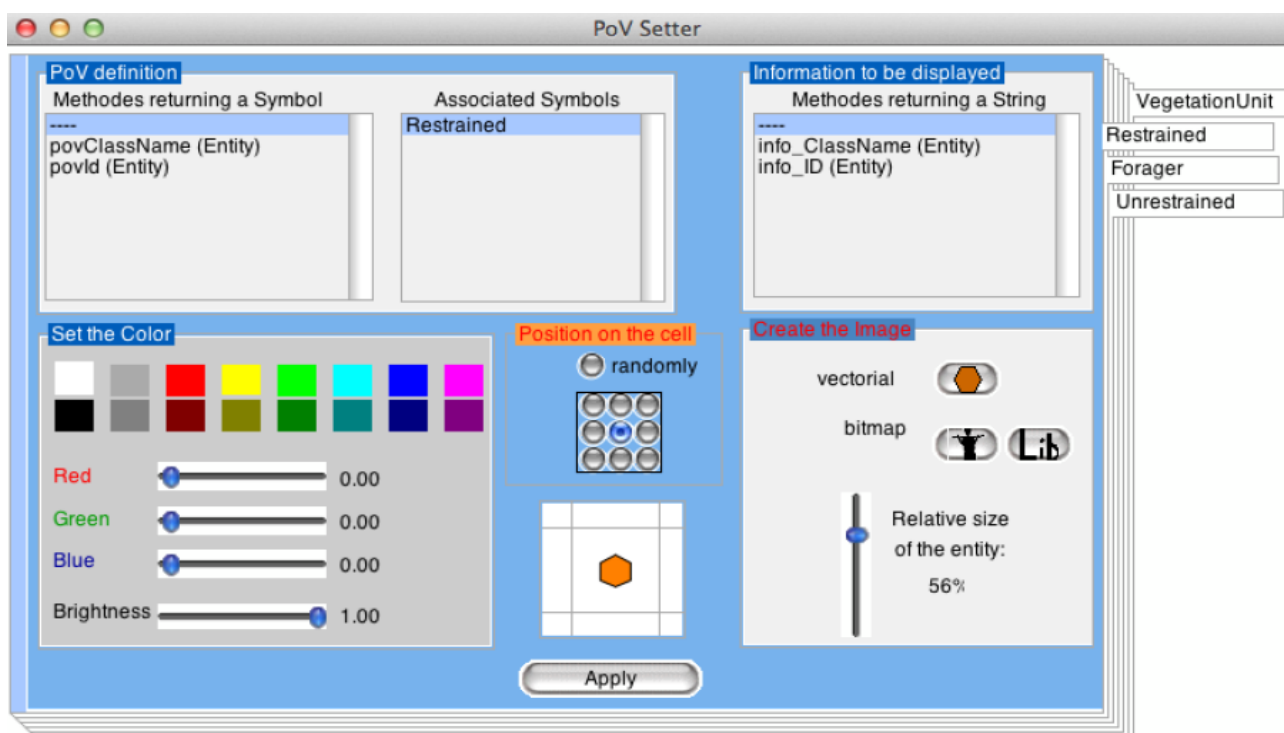 PoV Setter
PoV definition
Methodes returning a Symbol
----
povClassName (Entity)
povId (Entity)
Associated Symbols
Restrained
Information to be displayed
Methodes returning a String
----
info_ClassName (Entity)
info_ID (Entity)
VegetationUnit
Restrained
Forager
Unrestrained
Set the Color
Red
0.00
Green
0.00
Blue
0.00
Brightness
1.00
Position on the cell
randomly
Create the Image
vectorial
bitmap
Lib
Relative size
of the entity:
56%
Apply